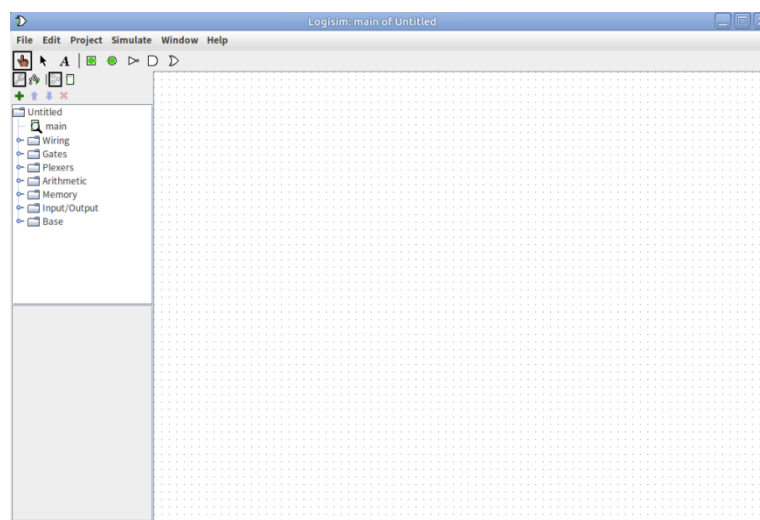 Logisim: main of Untitled
File Edit Project Simulate Window Help
A
Untitled
main
Wiring
Gates
Plexers
Arithmetic
Memory
Input/Output
Base